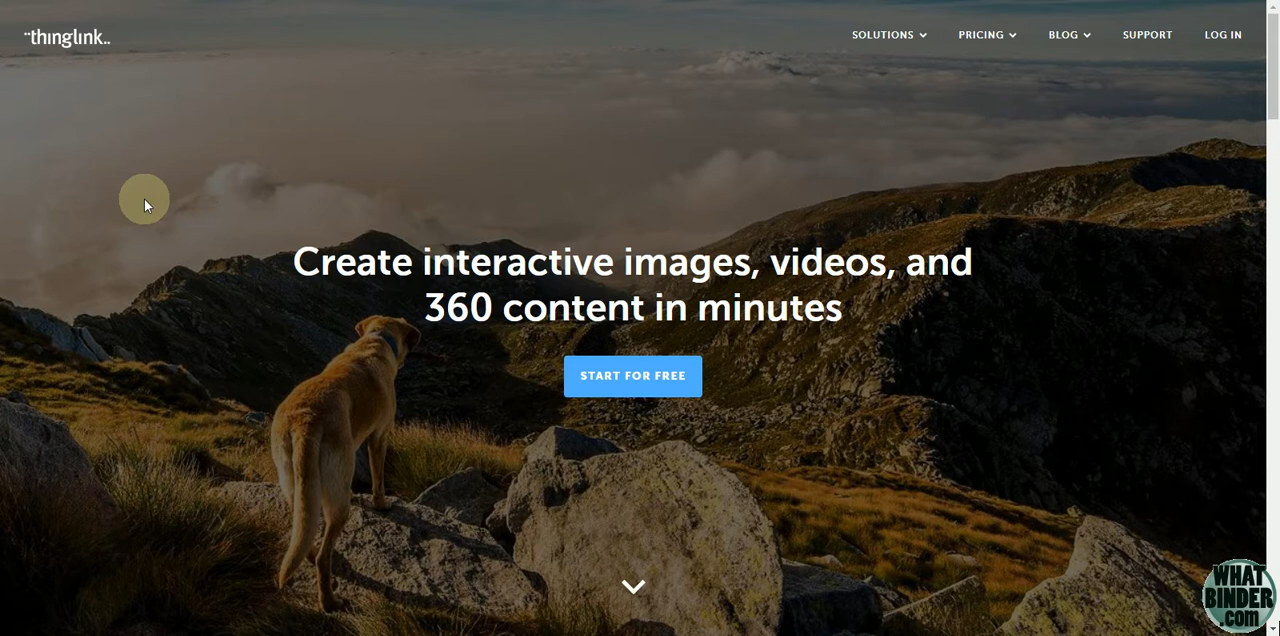 thinglink..
SOLUTIONS
PRICING
BLOG
SUPPORT
LOG IN
Create interactive images, videos, and
360 content in minutes
START FOR FREE
WHAT
BINDER
.com